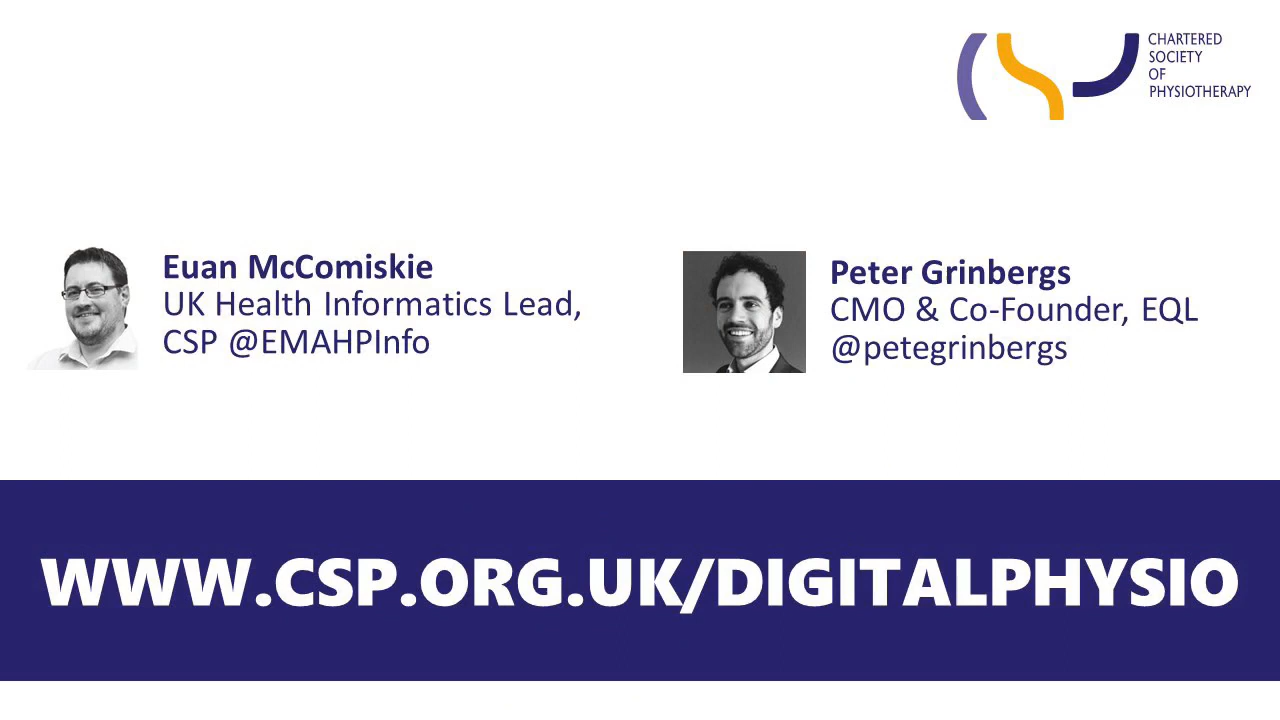 CHARTERED
SOCIETY
OF
PHYSIOTHERAPY
Euan McComiskie
UK Health Informatics Lead,
CSP @EMAHPInfo
Peter Grinbergs
CMO & Co-Founder, EQL
@petegrinbergs
WWW.CSP.ORG.UK/DIGITALPHYSIO